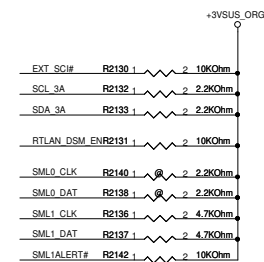 +3VSUS_ORG
EXT_SCI# R2130 1 2 10KOhm
SCL_3A R2132 1 2 2.2KOhm
SDA_3A R2133 1 2 2.2KOhm
RTLAN_DSM_EN R2131 1 2 10KOhm
SML0_CLK R2140 1 @ 2 2.2KOhm
SML0_DAT R2138 1 @ 2 2.2KOhm
SML1_CLK R2136 1 2 4.7KOhm
SML1_DAT R2137 1 2 4.7KOhm
SML1ALERT# R2142 1 2 10KOhm